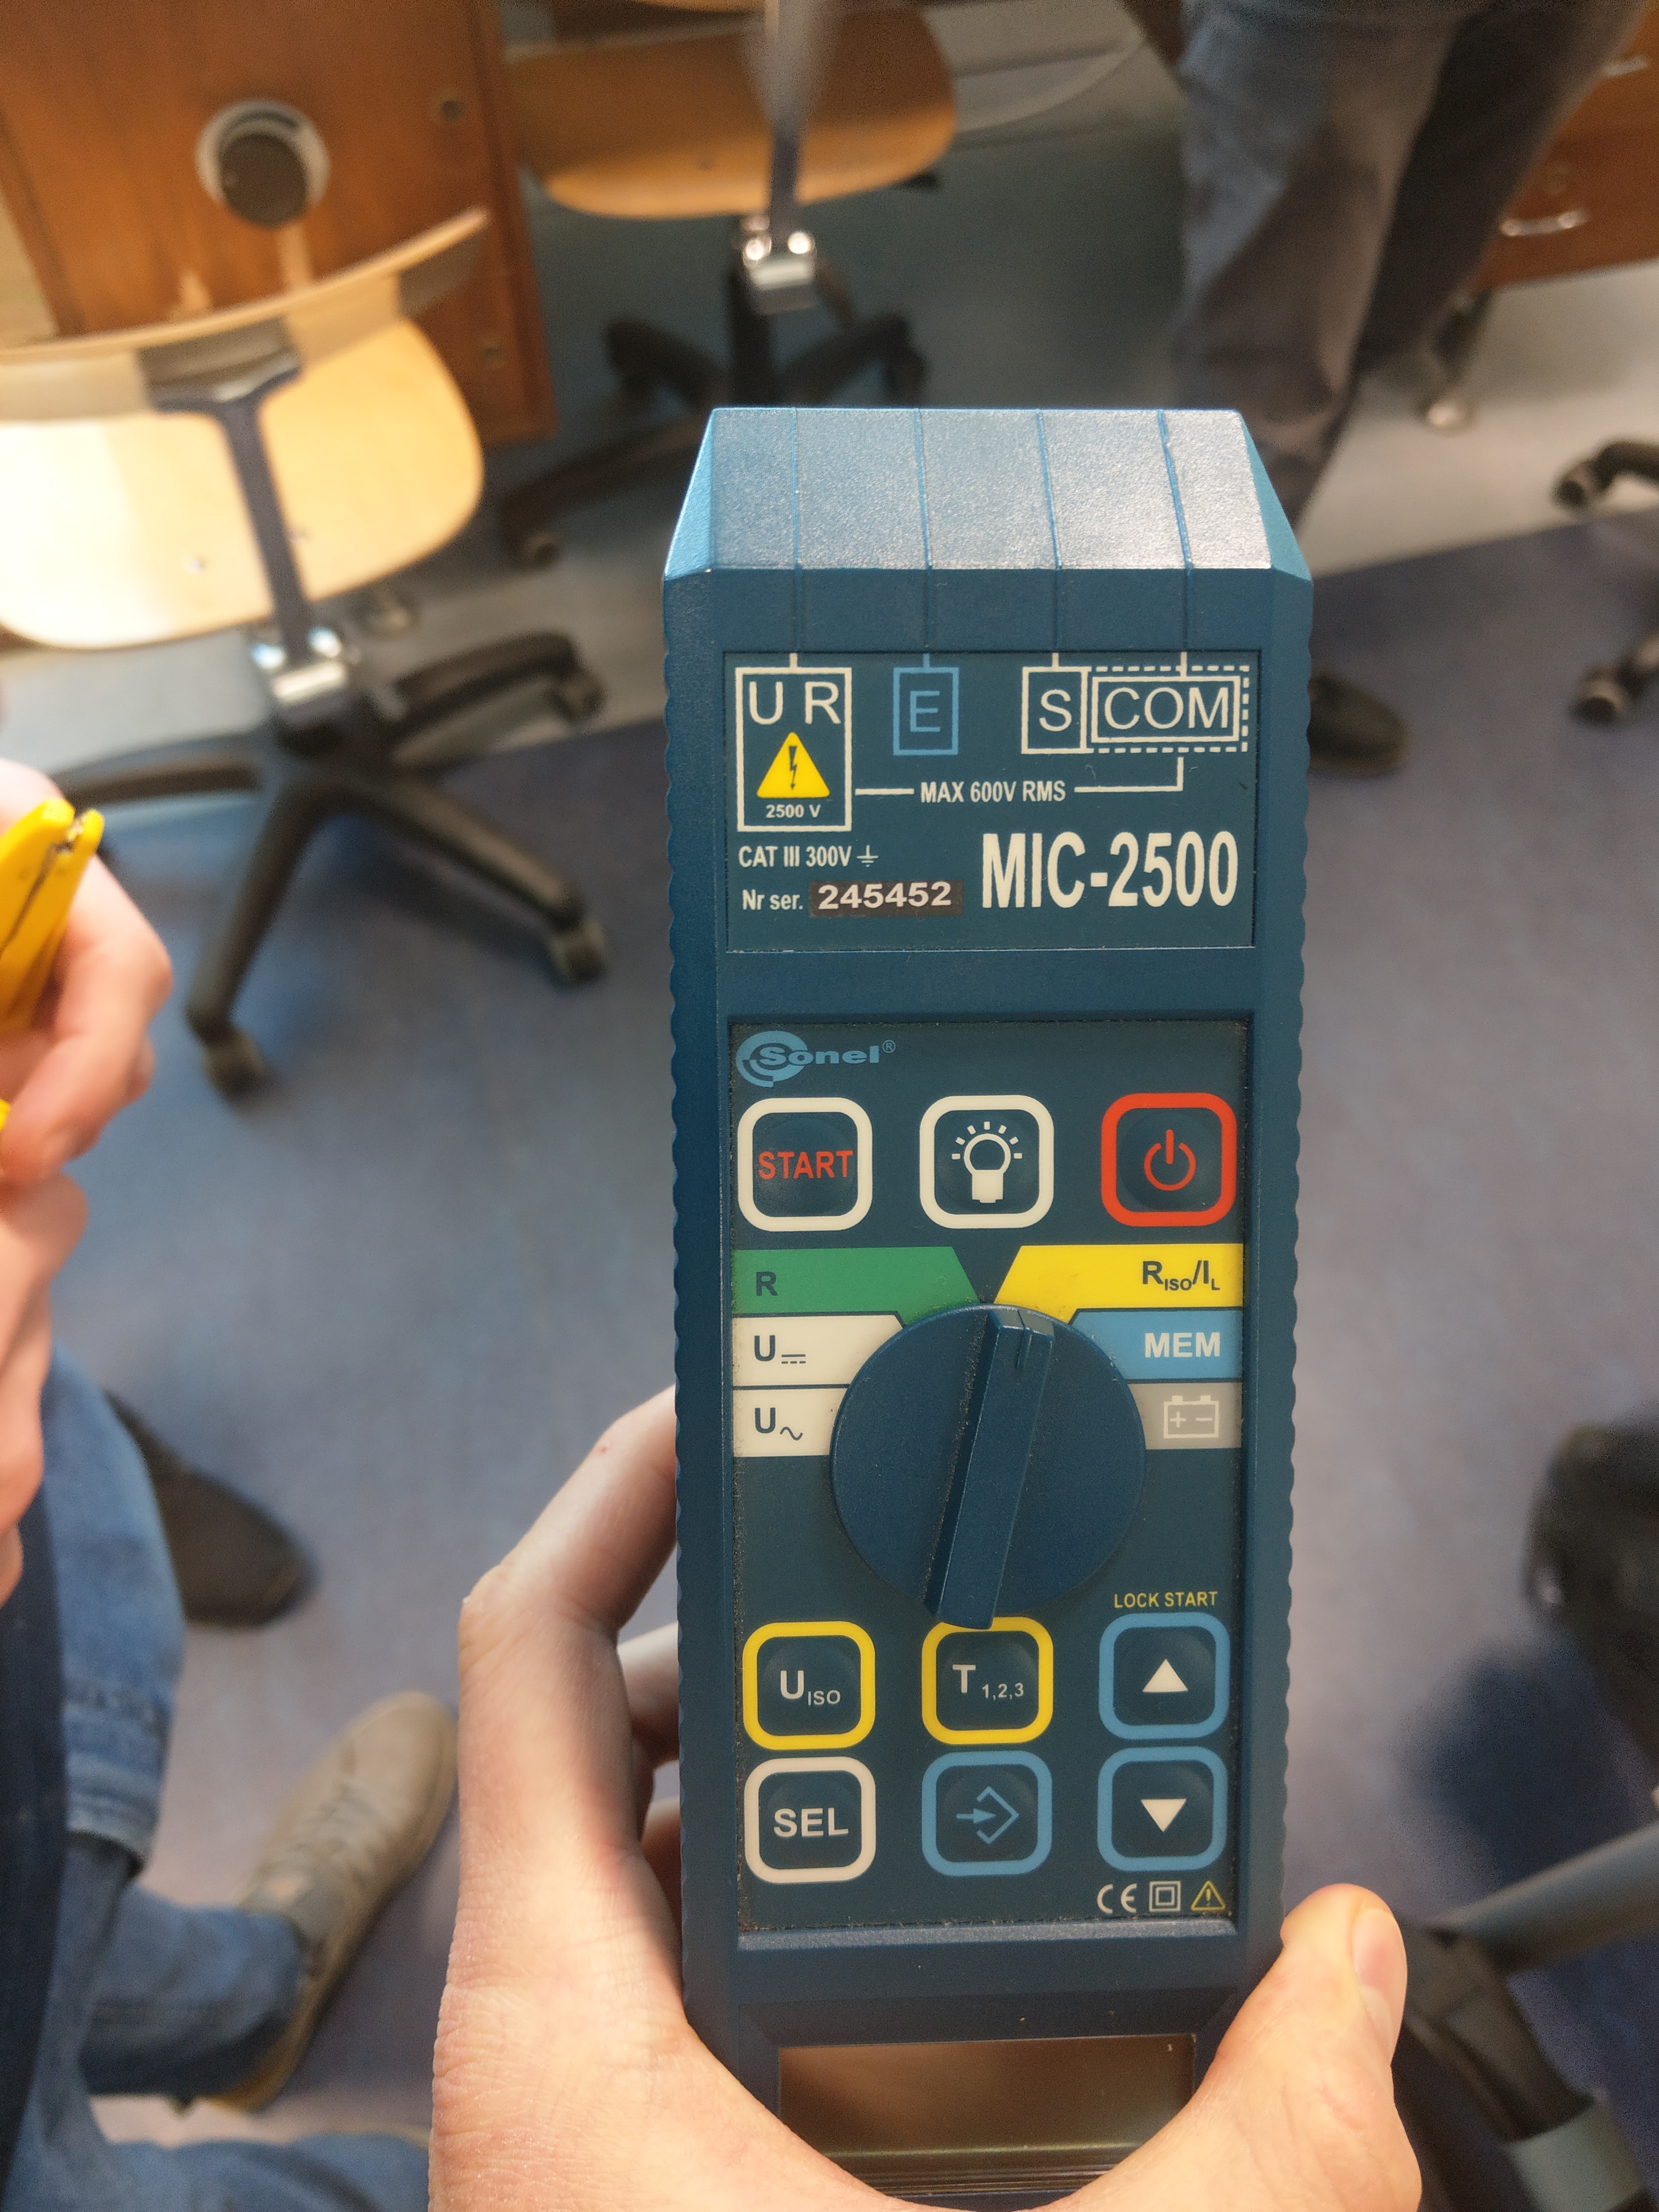 U R E S COM
2500 V
MAX 600V RMS
CAT III 300V
Nr ser. 245452 MIC-2500
Sonel®
START
R RISO/IL
U MEM
U + −
LOCK START
UISO T 1,2,3
SEL
CE